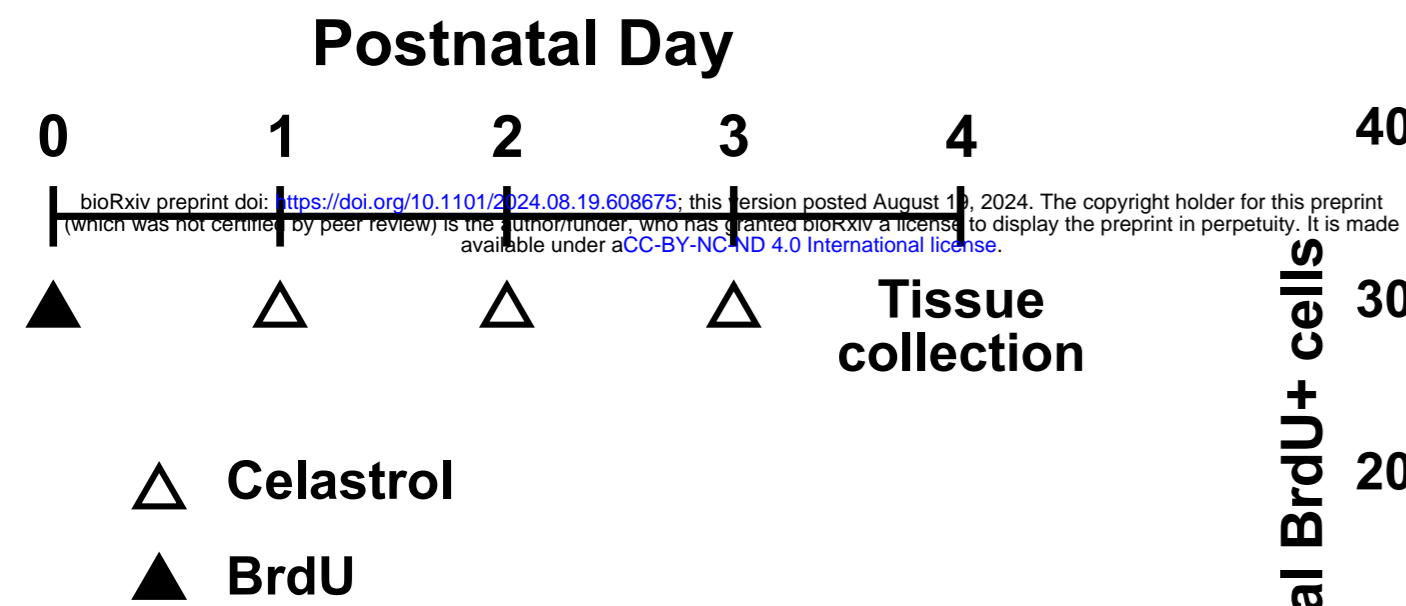 Postnatal Day
0 1 2 3 4
bioRxiv preprint doi: https://doi.org/10.1101/2024.08.19.608675; this version posted August 19, 2024. The copyright holder for this preprint
(which was not certified by peer review) is the author/funder, who has granted bioRxiv a license to display the preprint in perpetuity. It is made
available under aCC-BY-NC-ND 4.0 International license.
Tissue
collection
Celastrol
BrdU
40
30
20
al BrdU+ cells